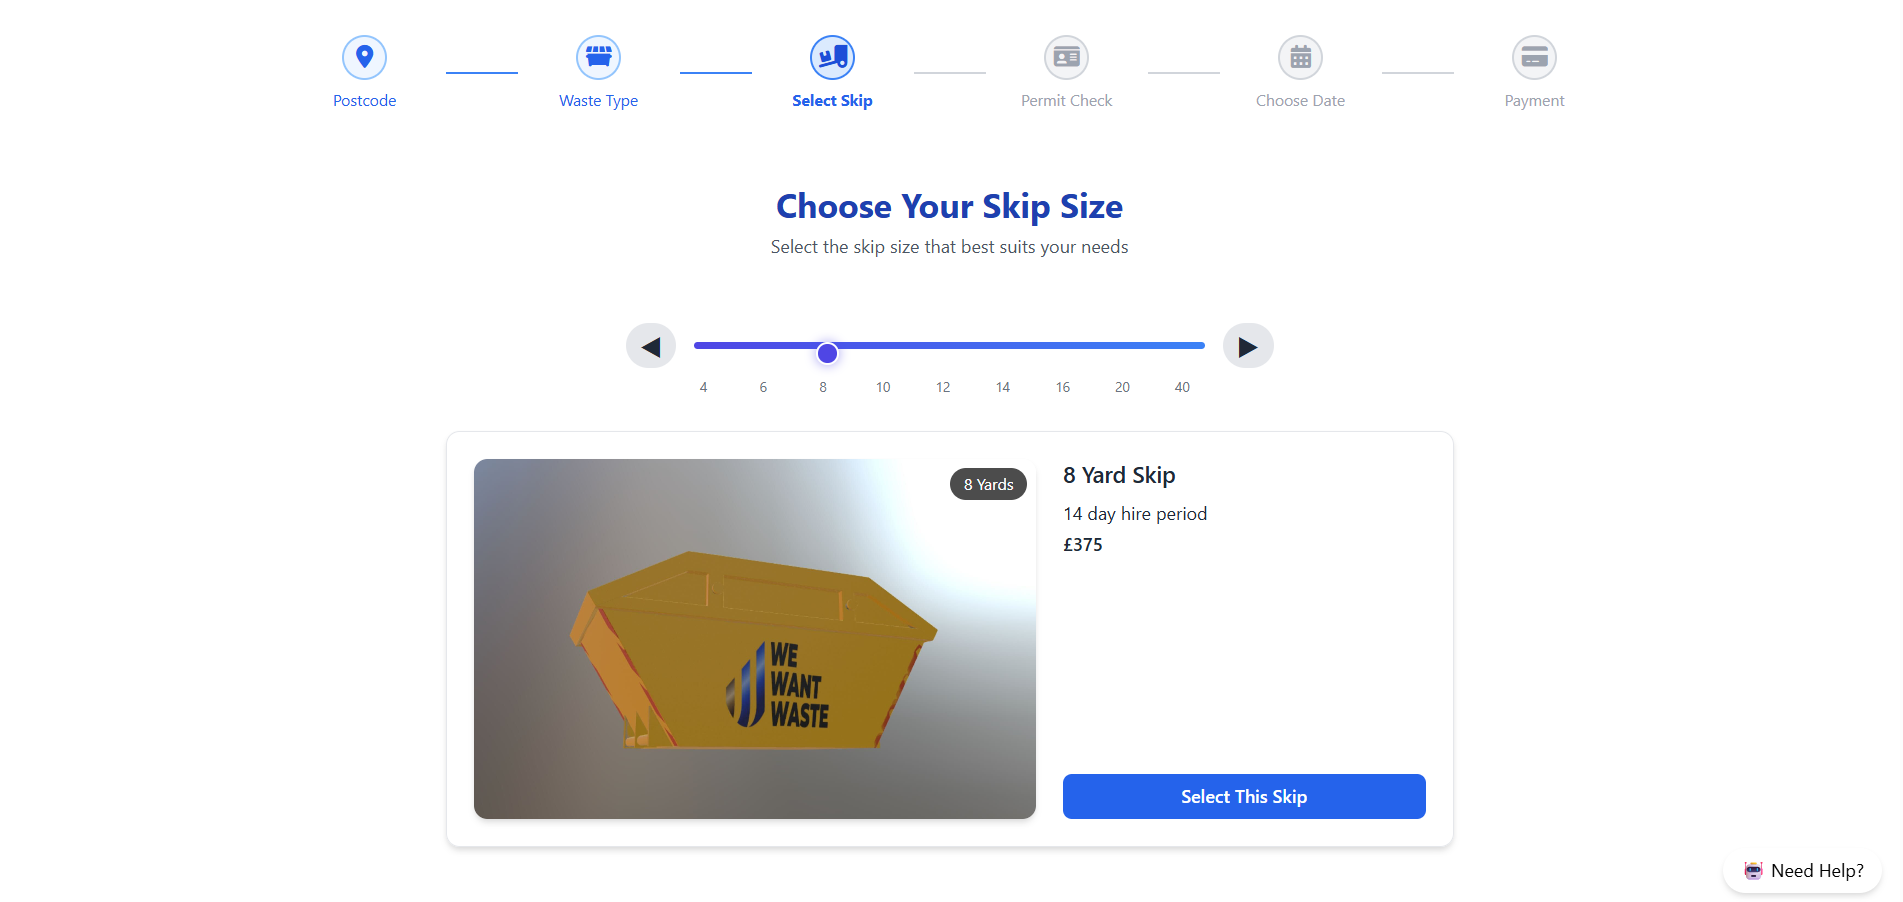 Postcode
Waste Type
Select Skip
Permit Check
Choose Date
Payment
Choose Your Skip Size
Select the skip size that best suits your needs
4 6 8 10 12 14 16 20 40
8 Yards
WE
WANT
WASTE
8 Yard Skip
14 day hire period
£375
Select This Skip
Need Help?